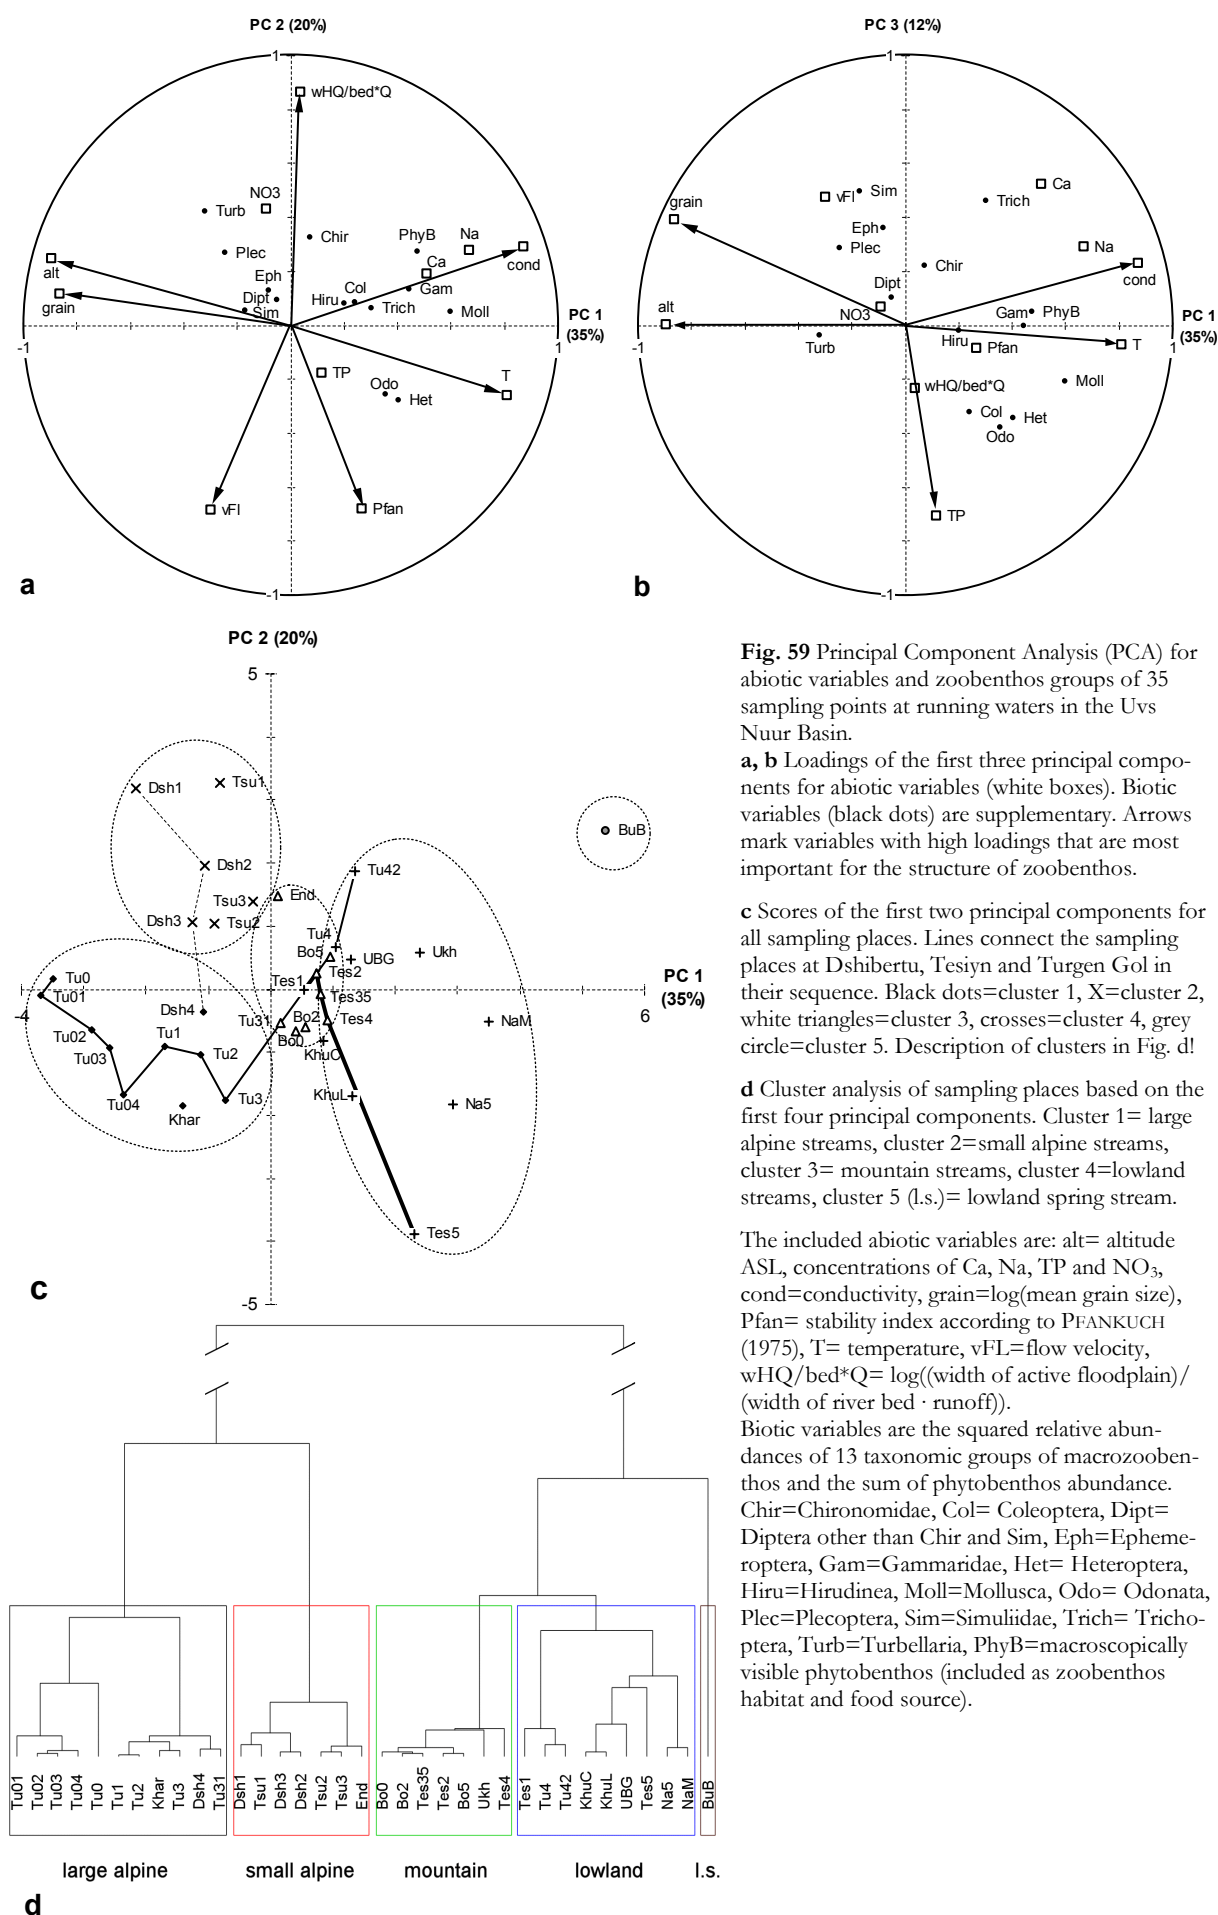 PC 2 (20%)
1
wHQ/bed*Q
NO3
Turb
Chir
Plec
PhyB
Na
Ca
cond
alt
Eph
Gam
grain
Dipt
Hiru
Col
Trich
Moll
Sim
PC 1
(35%)
-1
1
TP
T
Odo
Het
vFl
Pfan
-1
a
PC 3 (12%)
1
grain
vFl
Sim
Trich
Ca
Eph
Plec
Na
Chir
cond
Dipt
alt
NO3
Gam
PhyB
PC 1
(35%)
-1
1
Turb
Hiru
Pfan
T
wHQ/bed*Q
Moll
Col
Het
Odo
TP
-1
b
PC 2 (20%)
5
Dsh1
Tsu1
BuB
Dsh2
Tu42
Tsu3
End
Dsh3
Tsu2
Tu4
Bo5
UBG
Ukh
Tu0
Tes1
Tes2
PC 1
(35%)
Tu01
Tes35
-4
6
Dsh4
Tu31
Bo2
Tes4
NaM
Tu02
Tu1
Bo0
Tu03
Tu2
KhuC
Tu04
Khar
Tu3
KhuL
Na5
Tes5
-5
c
Fig. 59 Principal Component Analysis (PCA) for
abiotic variables and zoobenthos groups of 35
sampling points at running waters in the Uvs
Nuur Basin.
a, b Loadings of the first three principal compo-
nents for abiotic variables (white boxes). Biotic
variables (black dots) are supplementary. Arrows
mark variables with high loadings that are most
important for the structure of zoobenthos.
c Scores of the first two principal components for
all sampling places. Lines connect the sampling
places at Dshibertu, Tesiyn and Turgen Gol in
their sequence. Black dots=cluster 1, X=cluster 2,
white triangles=cluster 3, crosses=cluster 4, grey
circle=cluster 5. Description of clusters in Fig. d!
d Cluster analysis of sampling places based on the
first four principal components. Cluster 1= large
alpine streams, cluster 2=small alpine streams,
cluster 3= mountain streams, cluster 4=lowland
streams, cluster 5 (l.s.)= lowland spring stream.
The included abiotic variables are: alt= altitude
ASL, concentrations of Ca, Na, TP and NO₃,
cond=conductivity, grain=log(mean grain size),
Pfan= stability index according to PFANKUCH
(1975), T= temperature, vFL=flow velocity,
wHQ/bed*Q= log((width of active floodplain)/
(width of river bed · runoff)).
Biotic variables are the squared relative abun-
dances of 13 taxonomic groups of macrozooben-
thos and the sum of phytobenthos abundance.
Chir=Chironomidae, Col= Coleoptera, Dipt=
Diptera other than Chir and Sim, Eph=Epheme-
roptera, Gam=Gammaridae, Het= Heteroptera,
Hiru=Hirudinea, Moll=Mollusca, Odo= Odonata,
Plec=Plecoptera, Sim=Simuliidae, Trich= Tricho-
ptera, Turb=Turbellaria, PhyB=macroscopically
visible phytobenthos (included as zoobenthos
habitat and food source).
Tu01
Tu02
Tu03
Tu04
Tu0
Tu1
Tu2
Khar
Tu3
Dsh4
Tu31
Dsh1
Tsu1
Dsh3
Dsh2
Tsu2
Tsu3
End
Bo0
Bo2
Tes35
Tes2
Bo5
Ukh
Tes4
Tes1
Tu4
Tu42
KhuC
KhuL
UBG
Tes5
Na5
NaM
BuB
large alpine
small alpine
mountain
lowland
l.s.
d